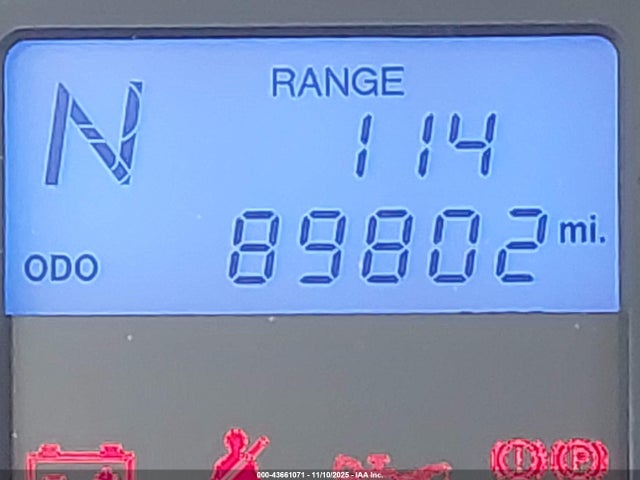 RANGE
N
114
89802 mi.
ODO
(!) (P)
000-43661071 - 11/10/2025 - IAA Inc.